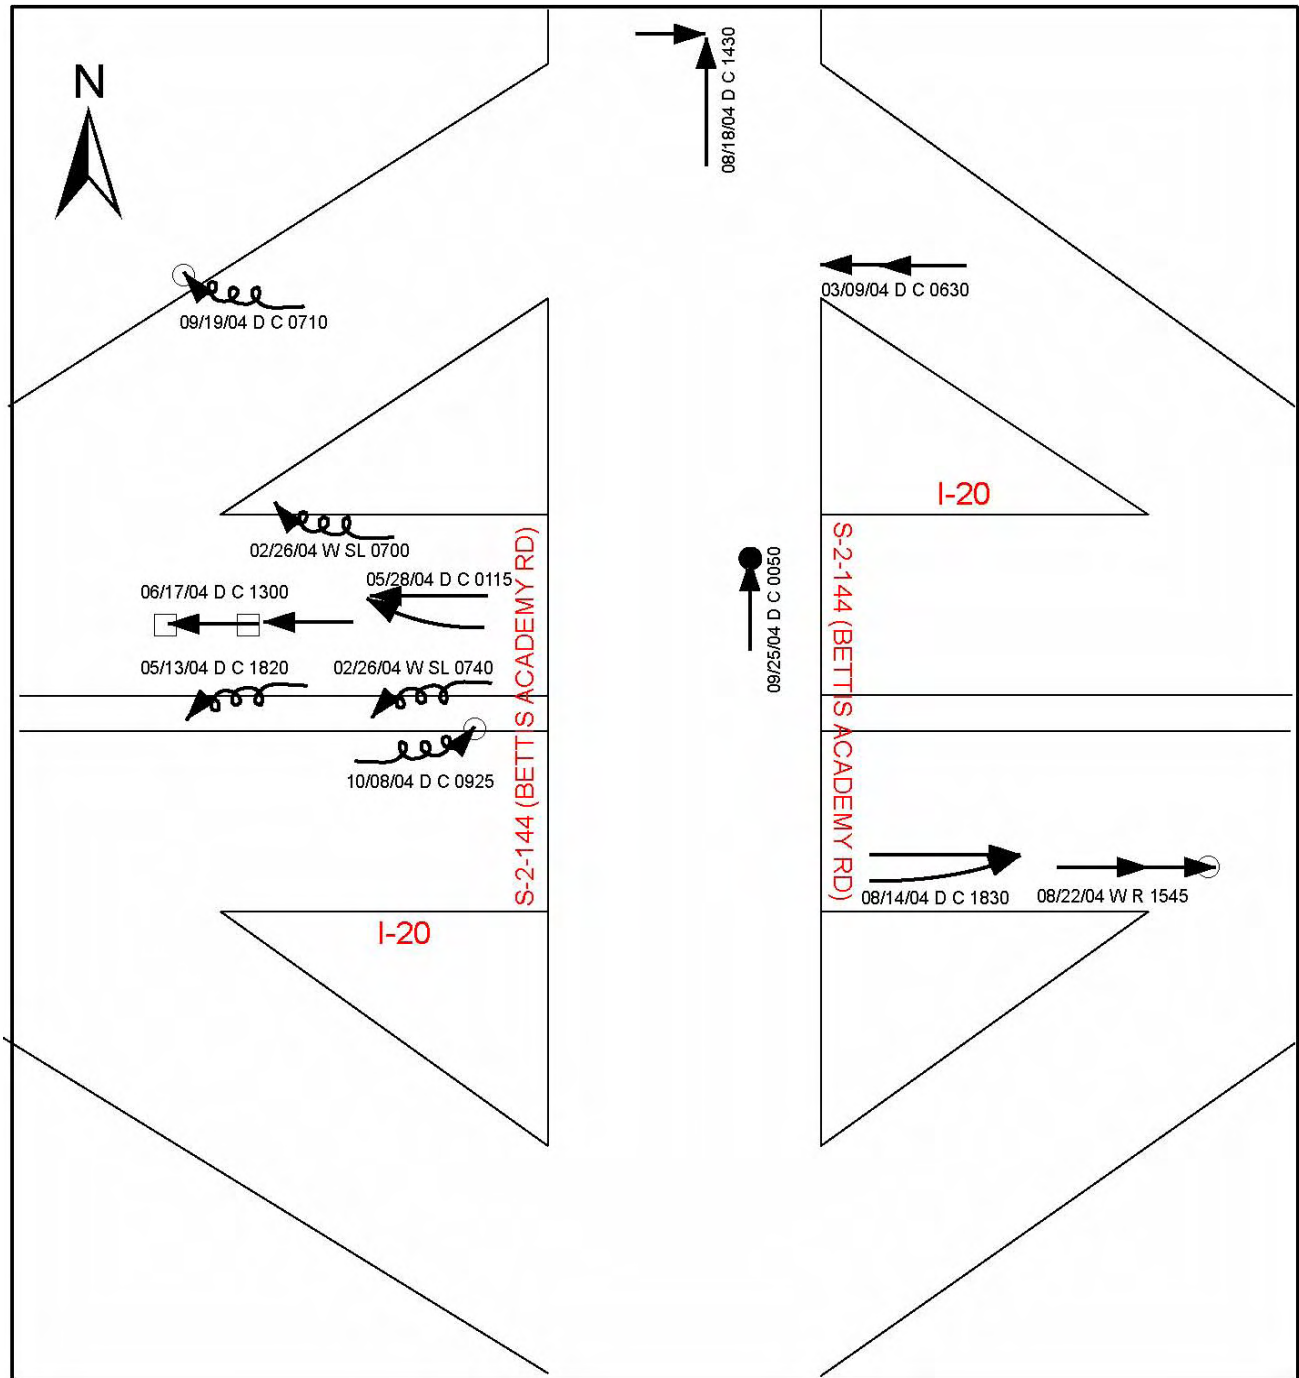 N
08/18/04 D C 1430
03/09/04 D C 0630
09/19/04 D C 0710
I-20
02/26/04 W SL 0700
05/28/04 D C 0115
06/17/04 D C 1300
S-2-144 (BETTIS ACADEMY RD)
09/25/04 D C 0050
S-2-144 (BETTIS ACADEMY RD)
05/13/04 D C 1820
02/26/04 W SL 0740
10/08/04 D C 0925
08/14/04 D C 1830
08/22/04 W R 1545
I-20